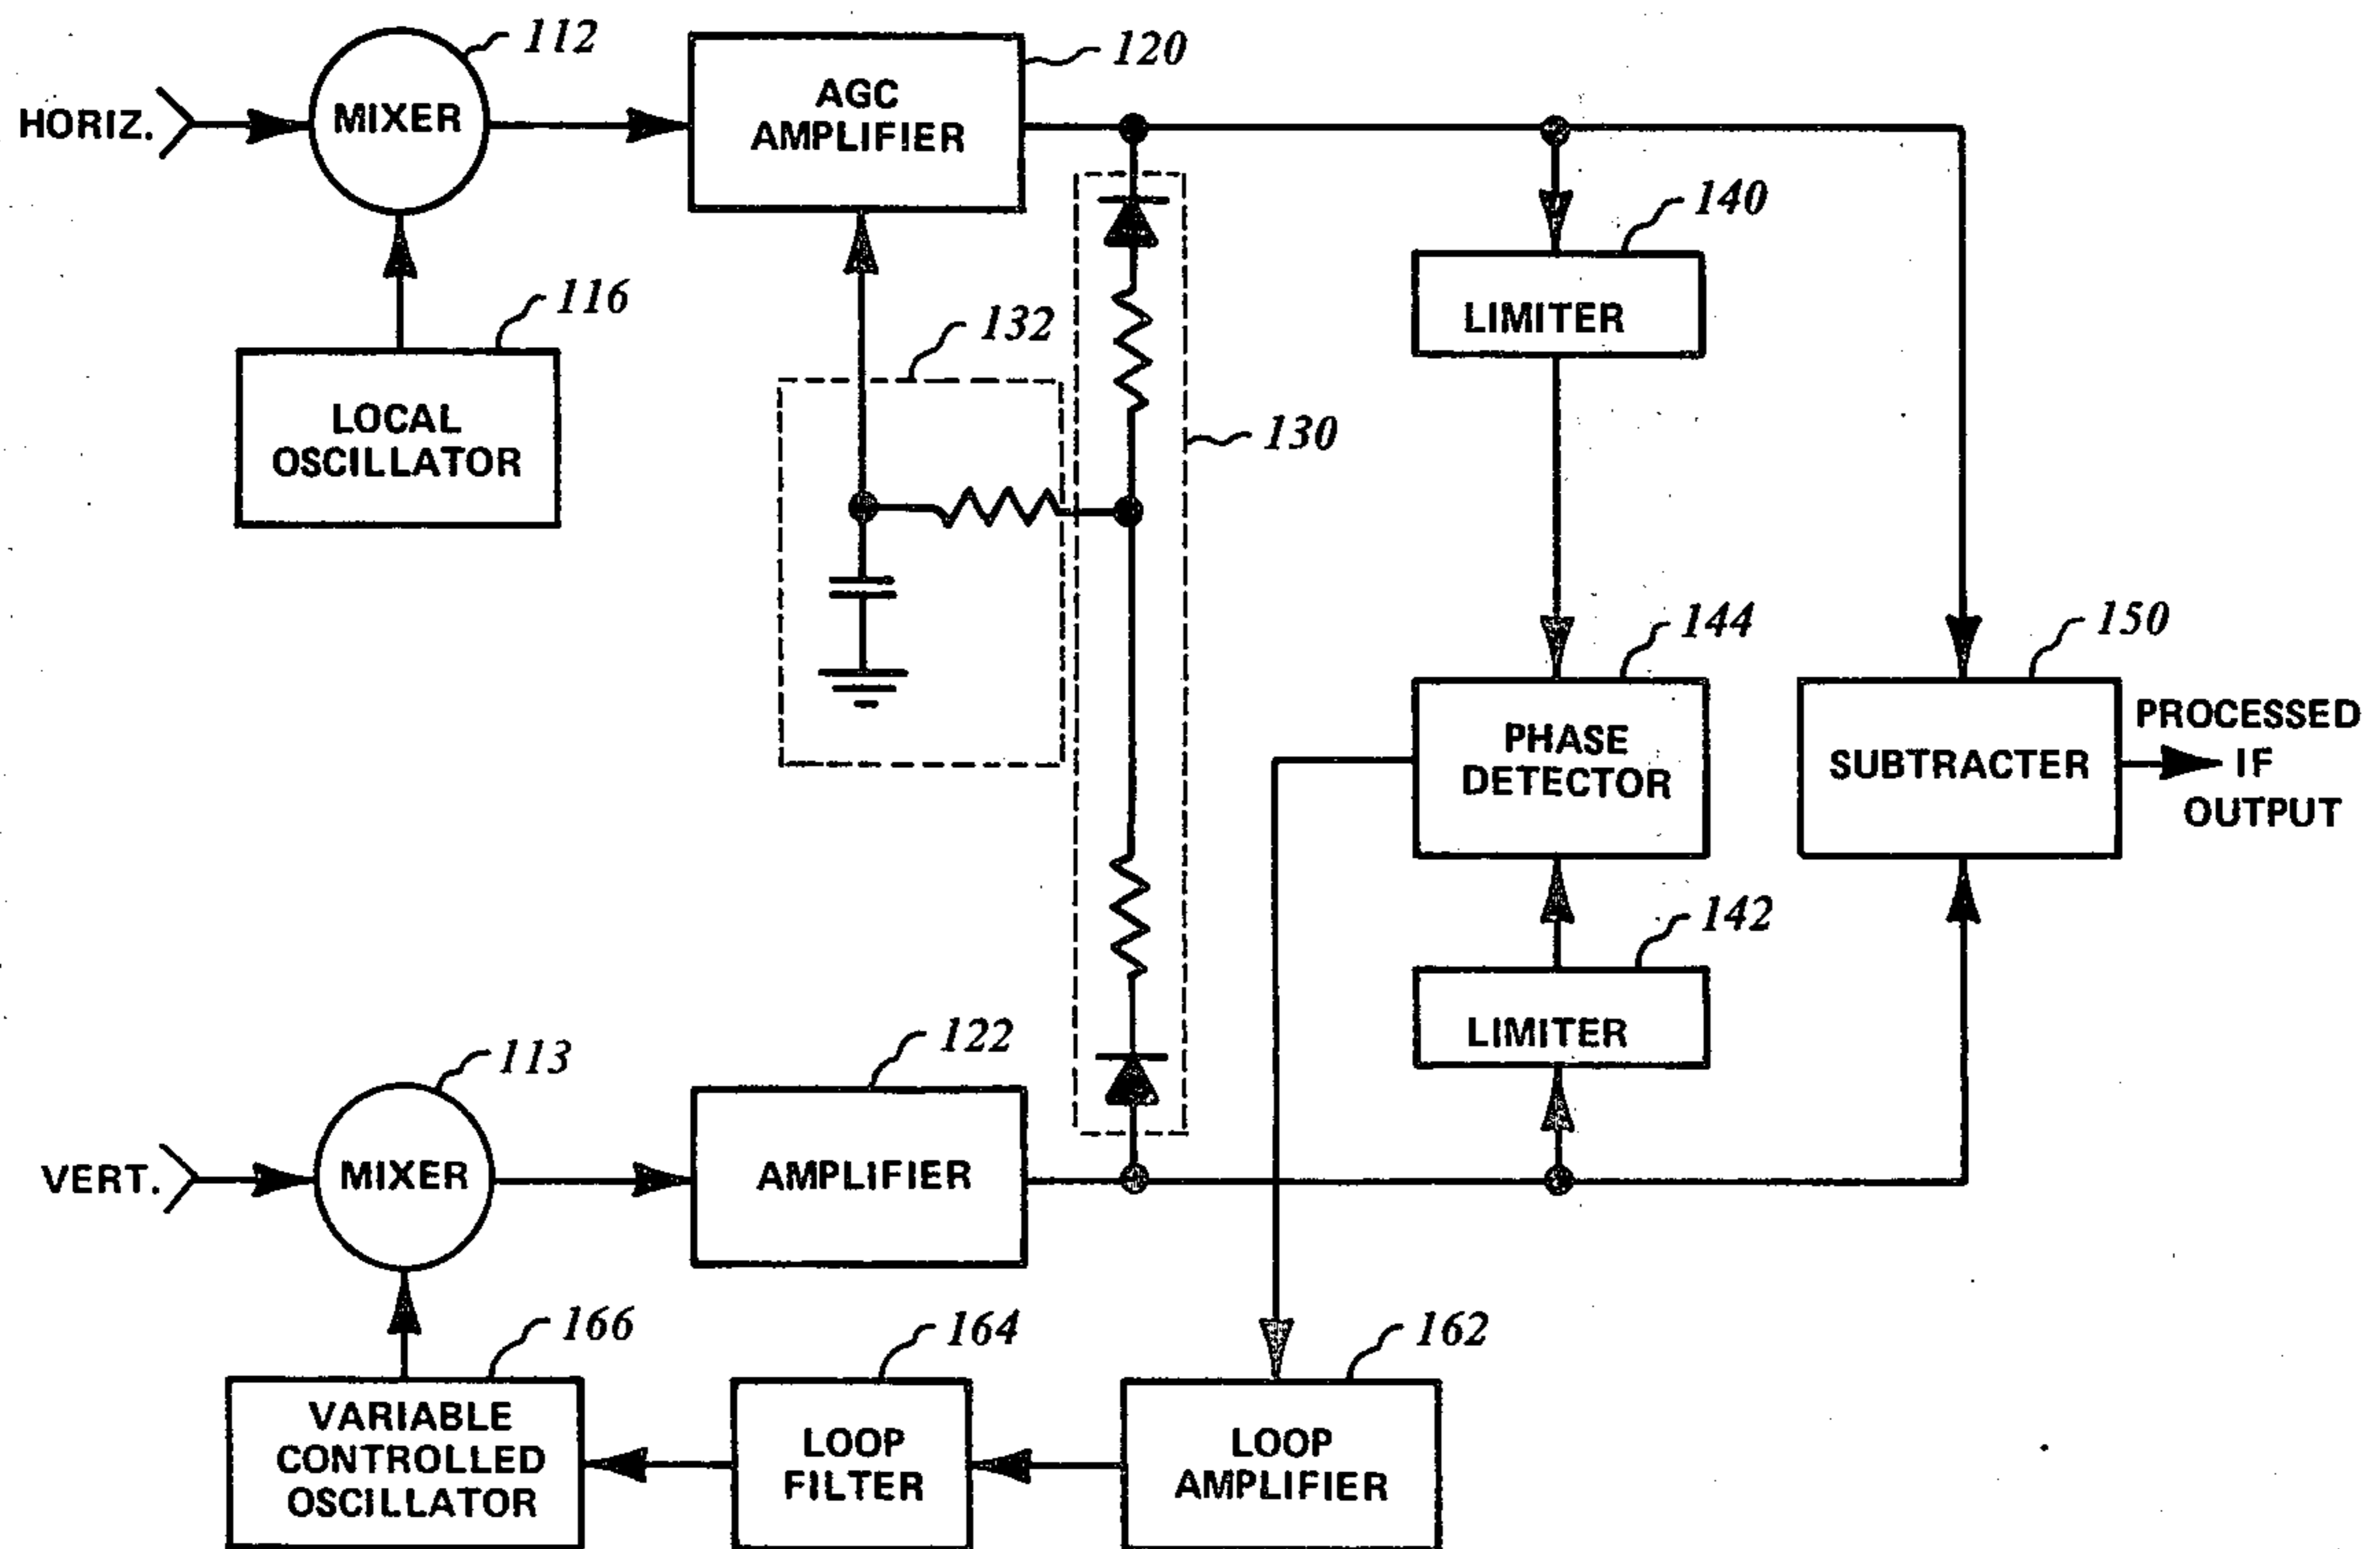 112
120
HORIZ.
MIXER
AGC
AMPLIFIER
140
116
LIMITER
132
LOCAL
OSCILLATOR
130
144
150
PHASE
DETECTOR
SUBTRACTER
PROCESSED
IF
OUTPUT
142
LIMITER
113
122
VERT.
MIXER
AMPLIFIER
166
164
162
VARIABLE
CONTROLLED
OSCILLATOR
LOOP
FILTER
LOOP
AMPLIFIER